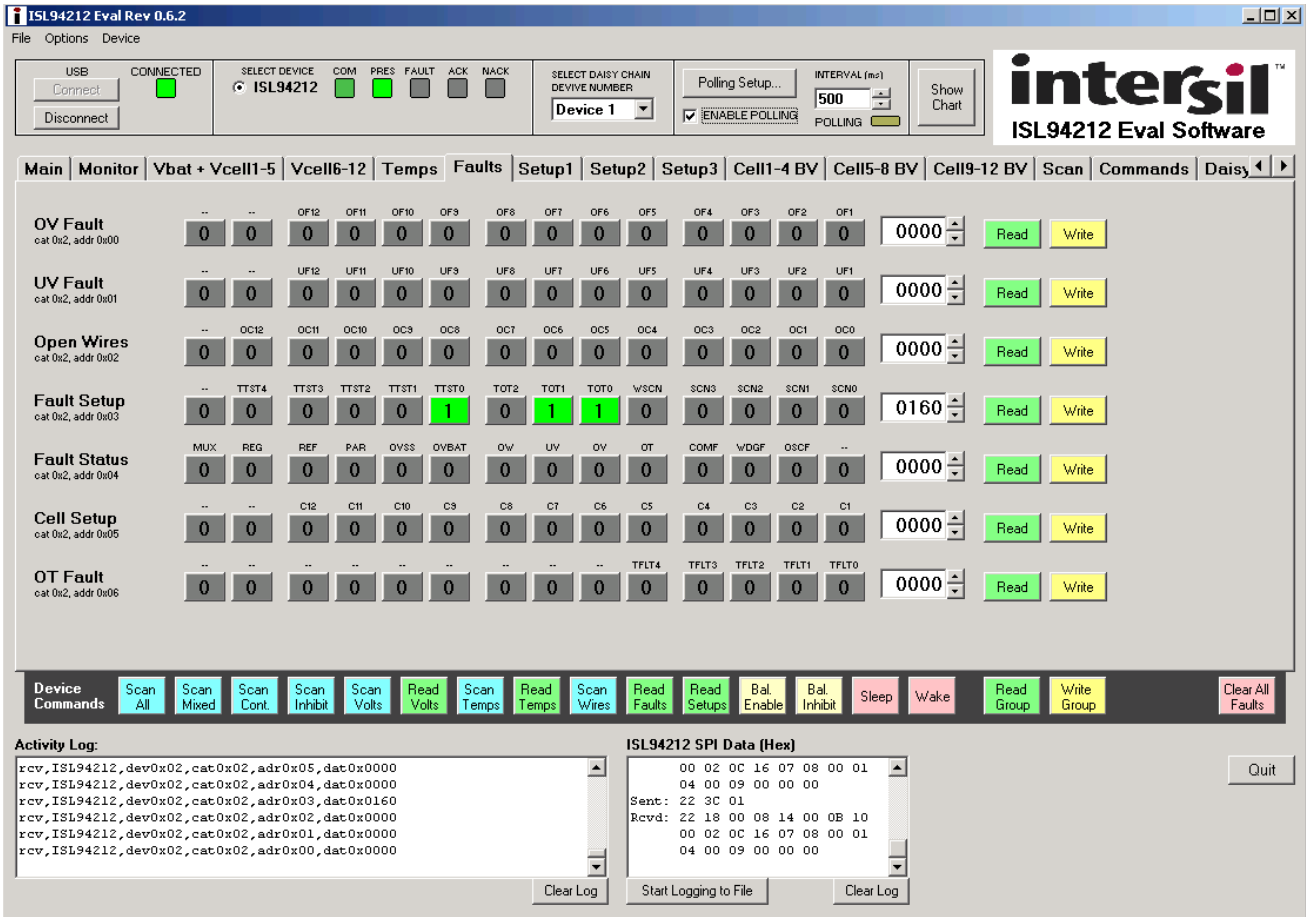 ISL94212 Eval Rev 0.6.2
File Options Device
USB CONNECTED SELECT DEVICE COM PRES FAULT ACK NACK SELECT DAISY CHAIN DEVIVE NUMBER Polling Setup... INTERVAL (ms) Show Chart
Connect ISL94212 Device 1 ENABLE POLLING 500
Disconnect POLLING
intersil™
ISL94212 Eval Software
Main Monitor Vbat + Vcell1-5 Vcell6-12 Temps Faults Setup1 Setup2 Setup3 Cell1-4 BV Cell5-8 BV Cell9-12 BV Scan Commands Daisy
-- -- OF12 OF11 OF10 OF9 OF8 OF7 OF6 OF5 OF4 OF3 OF2 OF1
OV Fault 0 0 0 0 0 0 0 0 0 0 0 0 0 0 0000 Read Write
cat 0x2, addr 0x00
-- -- UF12 UF11 UF10 UF9 UF8 UF7 UF6 UF5 UF4 UF3 UF2 UF1
UV Fault 0 0 0 0 0 0 0 0 0 0 0 0 0 0 0000 Read Write
cat 0x2, addr 0x01
-- OC12 OC11 OC10 OC9 OC8 OC7 OC6 OC5 OC4 OC3 OC2 OC1 OC0
Open Wires 0 0 0 0 0 0 0 0 0 0 0 0 0 0 0000 Read Write
cat 0x2, addr 0x02
-- TTST4 TTST3 TTST2 TTST1 TTST0 TOT2 TOT1 TOT0 WSCN SCN3 SCN2 SCN1 SCN0
Fault Setup 0 0 0 0 0 1 0 1 1 0 0 0 0 0 0160 Read Write
cat 0x2, addr 0x03
MUX REG REF PAR OVSS OVBAT OW UV OV OT COMF WDGF OSCF --
Fault Status 0 0 0 0 0 0 0 0 0 0 0 0 0 0 0000 Read Write
cat 0x2, addr 0x04
-- -- C12 C11 C10 C9 C8 C7 C6 C5 C4 C3 C2 C1
Cell Setup 0 0 0 0 0 0 0 0 0 0 0 0 0 0 0000 Read Write
cat 0x2, addr 0x05
-- -- -- -- -- -- -- -- -- TFLT4 TFLT3 TFLT2 TFLT1 TFLT0
OT Fault 0 0 0 0 0 0 0 0 0 0 0 0 0 0 0000 Read Write
cat 0x2, addr 0x06
Device Commands Scan All Scan Mixed Scan Cont. Scan Inhibit Scan Volts Read Volts Scan Temps Read Temps Scan Wires Read Faults Read Setups Bal. Enable Bal. Inhibit Sleep Wake Read Group Write Group Clear All Faults
Activity Log:
rcv,ISL94212,dev0x02,cat0x02,adr0x05,dat0x0000
rcv,ISL94212,dev0x02,cat0x02,adr0x04,dat0x0000
rcv,ISL94212,dev0x02,cat0x02,adr0x03,dat0x0160
rcv,ISL94212,dev0x02,cat0x02,adr0x02,dat0x0000
rcv,ISL94212,dev0x02,cat0x02,adr0x01,dat0x0000
rcv,ISL94212,dev0x02,cat0x02,adr0x00,dat0x0000
Clear Log
ISL94212 SPI Data (Hex)
00 02 0C 16 07 08 00 01
04 00 09 00 00 00
Sent: 22 3C 01
Rcvd: 22 18 00 08 14 00 0B 10
00 02 0C 16 07 08 00 01
04 00 09 00 00 00
Start Logging to File Clear Log
Quit